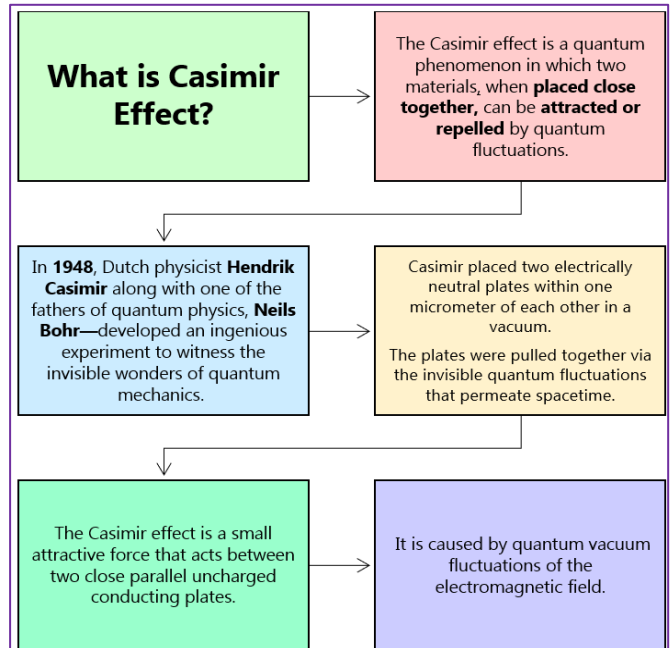 What is Casimir
Effect?
The Casimir effect is a quantum
phenomenon in which two
materials, when placed close
together, can be attracted or
repelled by quantum
fluctuations.
In 1948, Dutch physicist Hendrik
Casimir along with one of the
fathers of quantum physics, Neils
Bohr—developed an ingenious
experiment to witness the
invisible wonders of quantum
mechanics.
Casimir placed two electrically
neutral plates within one
micrometer of each other in a
vacuum.
The plates were pulled together via
the invisible quantum fluctuations
that permeate spacetime.
The Casimir effect is a small
attractive force that acts between
two close parallel uncharged
conducting plates.
It is caused by quantum vacuum
fluctuations of the
electromagnetic field.